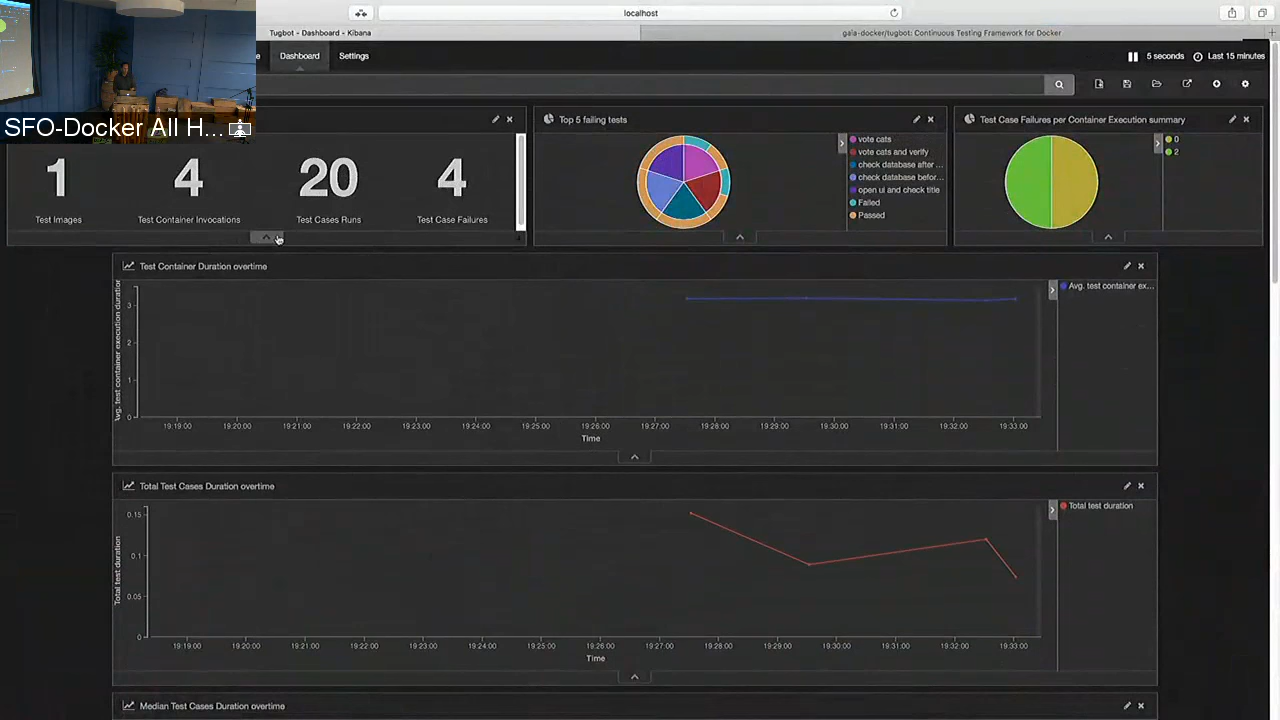 localhost
Tugbot - Dashboard - Kibana
gaia-docker/tugbot: Continuous Testing Framework for Docker
Dashboard
Settings
5 seconds
Last 15 minutes
SFO-Docker All H...
Top 5 failing tests
Test Case Failures per Container Execution summary
1
4
20
4
Test Images
Test Container Invocations
Test Cases Runs
Test Case Failures
vote cats
vote cats and verify
check database after ...
check database befor...
open ui and check title
Failed
Passed
0
2
Test Container Duration overtime
Avg. test container execution duration
3
2
1
0
19:19:00 19:20:00 19:21:00 19:22:00 19:23:00 19:24:00 19:25:00 19:26:00 19:27:00 19:28:00 19:29:00 19:30:00 19:31:00 19:32:00 19:33:00
Time
Avg. test container ex...
Total Test Cases Duration overtime
Total test duration
0.15
0.1
0.05
0
19:19:00 19:20:00 19:21:00 19:22:00 19:23:00 19:24:00 19:25:00 19:26:00 19:27:00 19:28:00 19:29:00 19:30:00 19:31:00 19:32:00 19:33:00
Time
Total test duration
Median Test Cases Duration overtime